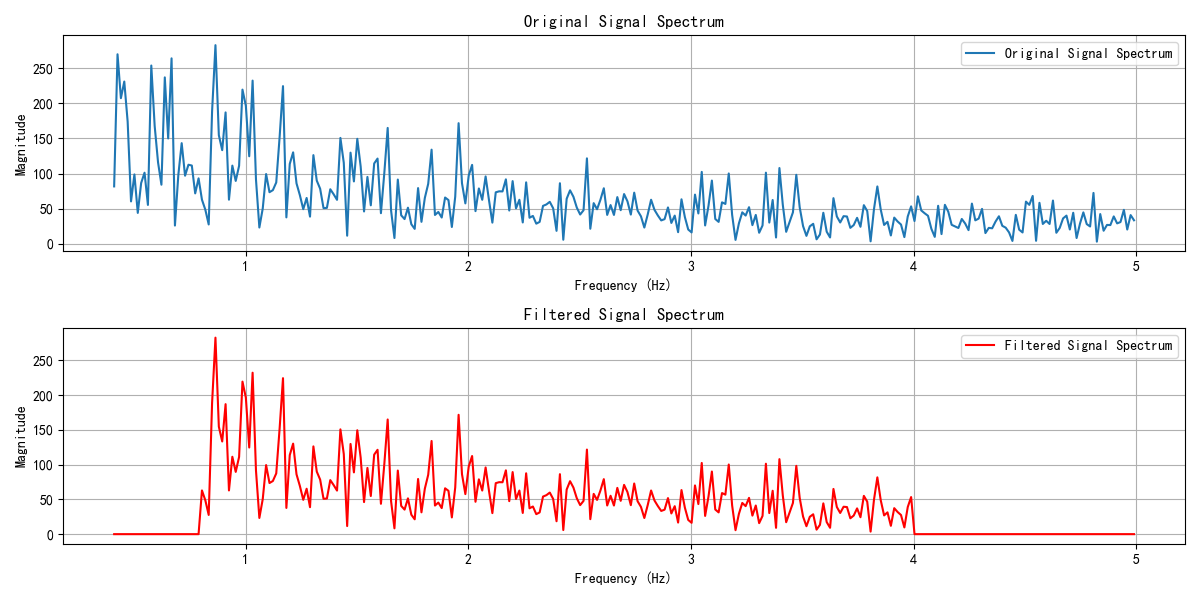 Original Signal Spectrum
Original Signal Spectrum
Magnitude
250
200
150
100
50
0
1
2
3
4
5
Frequency (Hz)
Filtered Signal Spectrum
Filtered Signal Spectrum
Magnitude
250
200
150
100
50
0
1
2
3
4
5
Frequency (Hz)